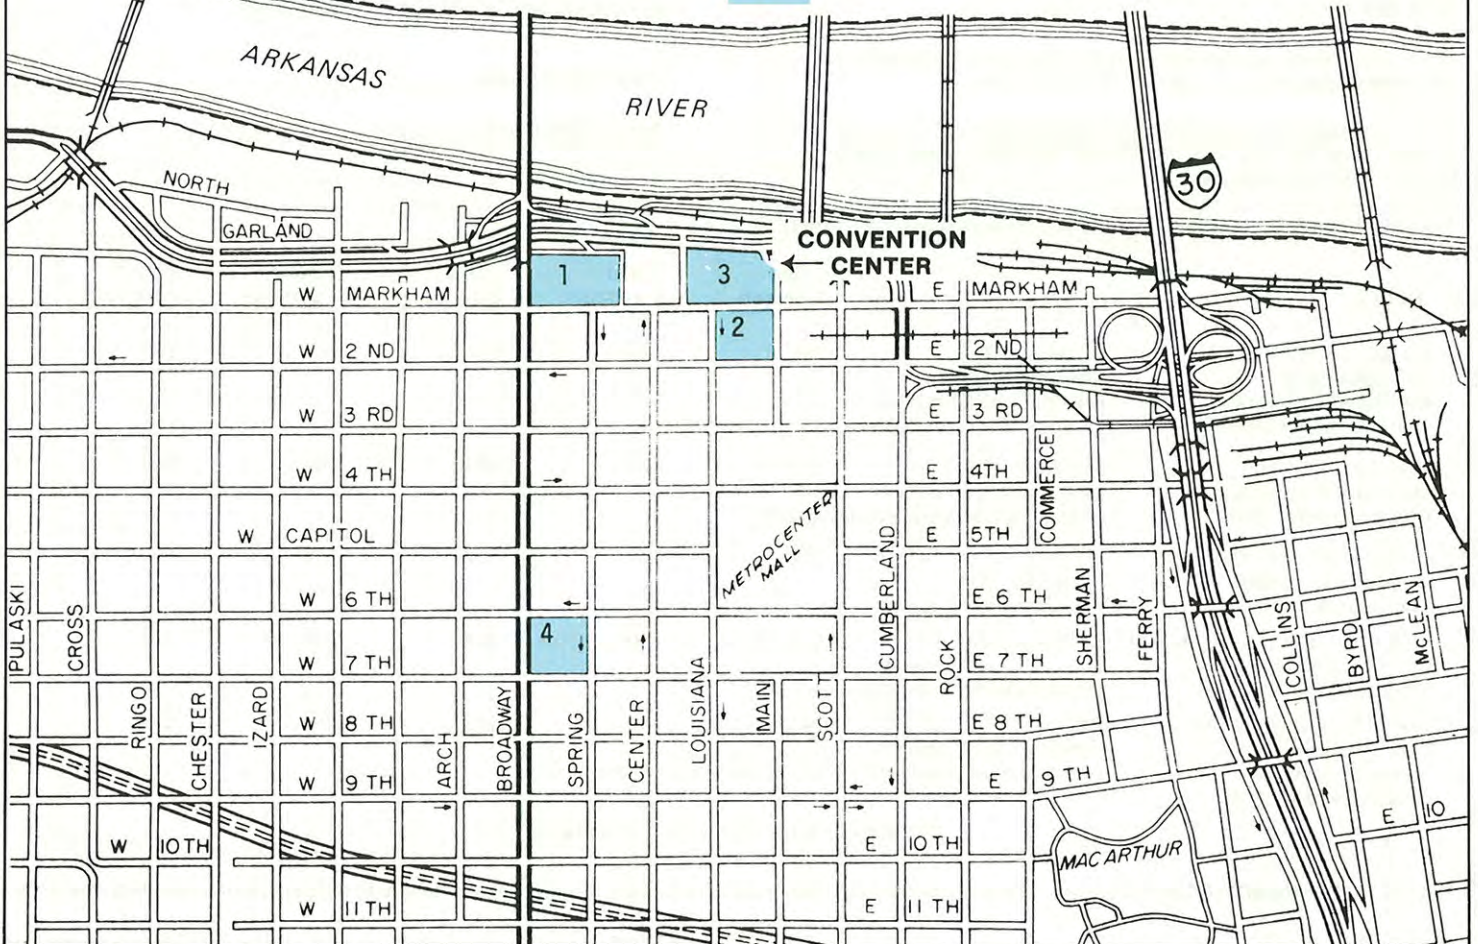 ARKANSAS
RIVER
30
NORTH
GARLAND
CONVENTION
CENTER
1
3
W MARKHAM
E MARKHAM
2
W 2 ND
E 2 ND
W 3 RD
E 3 RD
W 4 TH
E 4TH
COMMERCE
METROCENTER
MALL
W CAPITOL
E 5TH
CUMBERLAND
W 6 TH
E 6 TH
SHERMAN
FERRY
PULASKI
CROSS
4
COLLINS
BYRD
McLEAN
W 7 TH
E 7 TH
ROCK
RINGO
CHESTER
IZARD
W 8 TH
ARCH
BROADWAY
SPRING
CENTER
LOUISIANA
MAIN
SCOTT
E 8 TH
W 9 TH
E 9 TH
E 10
W 10TH
E 10TH
MAC ARTHUR
W 11 TH
E 11 TH